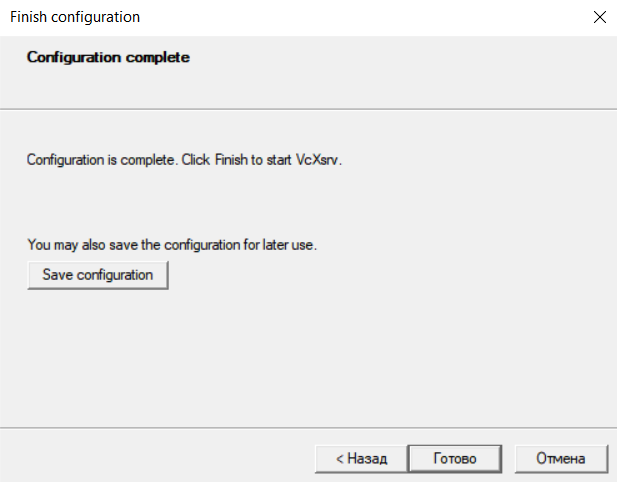 Finish configuration
Configuration complete
Configuration is complete. Click Finish to start VcXsrv.
You may also save the configuration for later use.
Save configuration
< Назад
Готово
Отмена